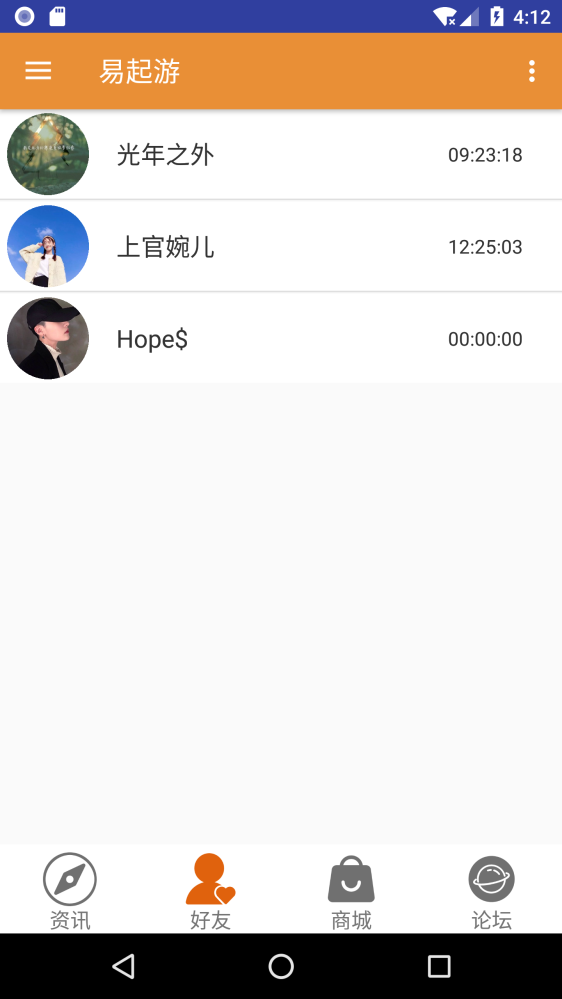 4:12
易起游
光年之外
09:23:18
上官婉儿
12:25:03
Hope$
00:00:00
资讯
好友
商城
论坛